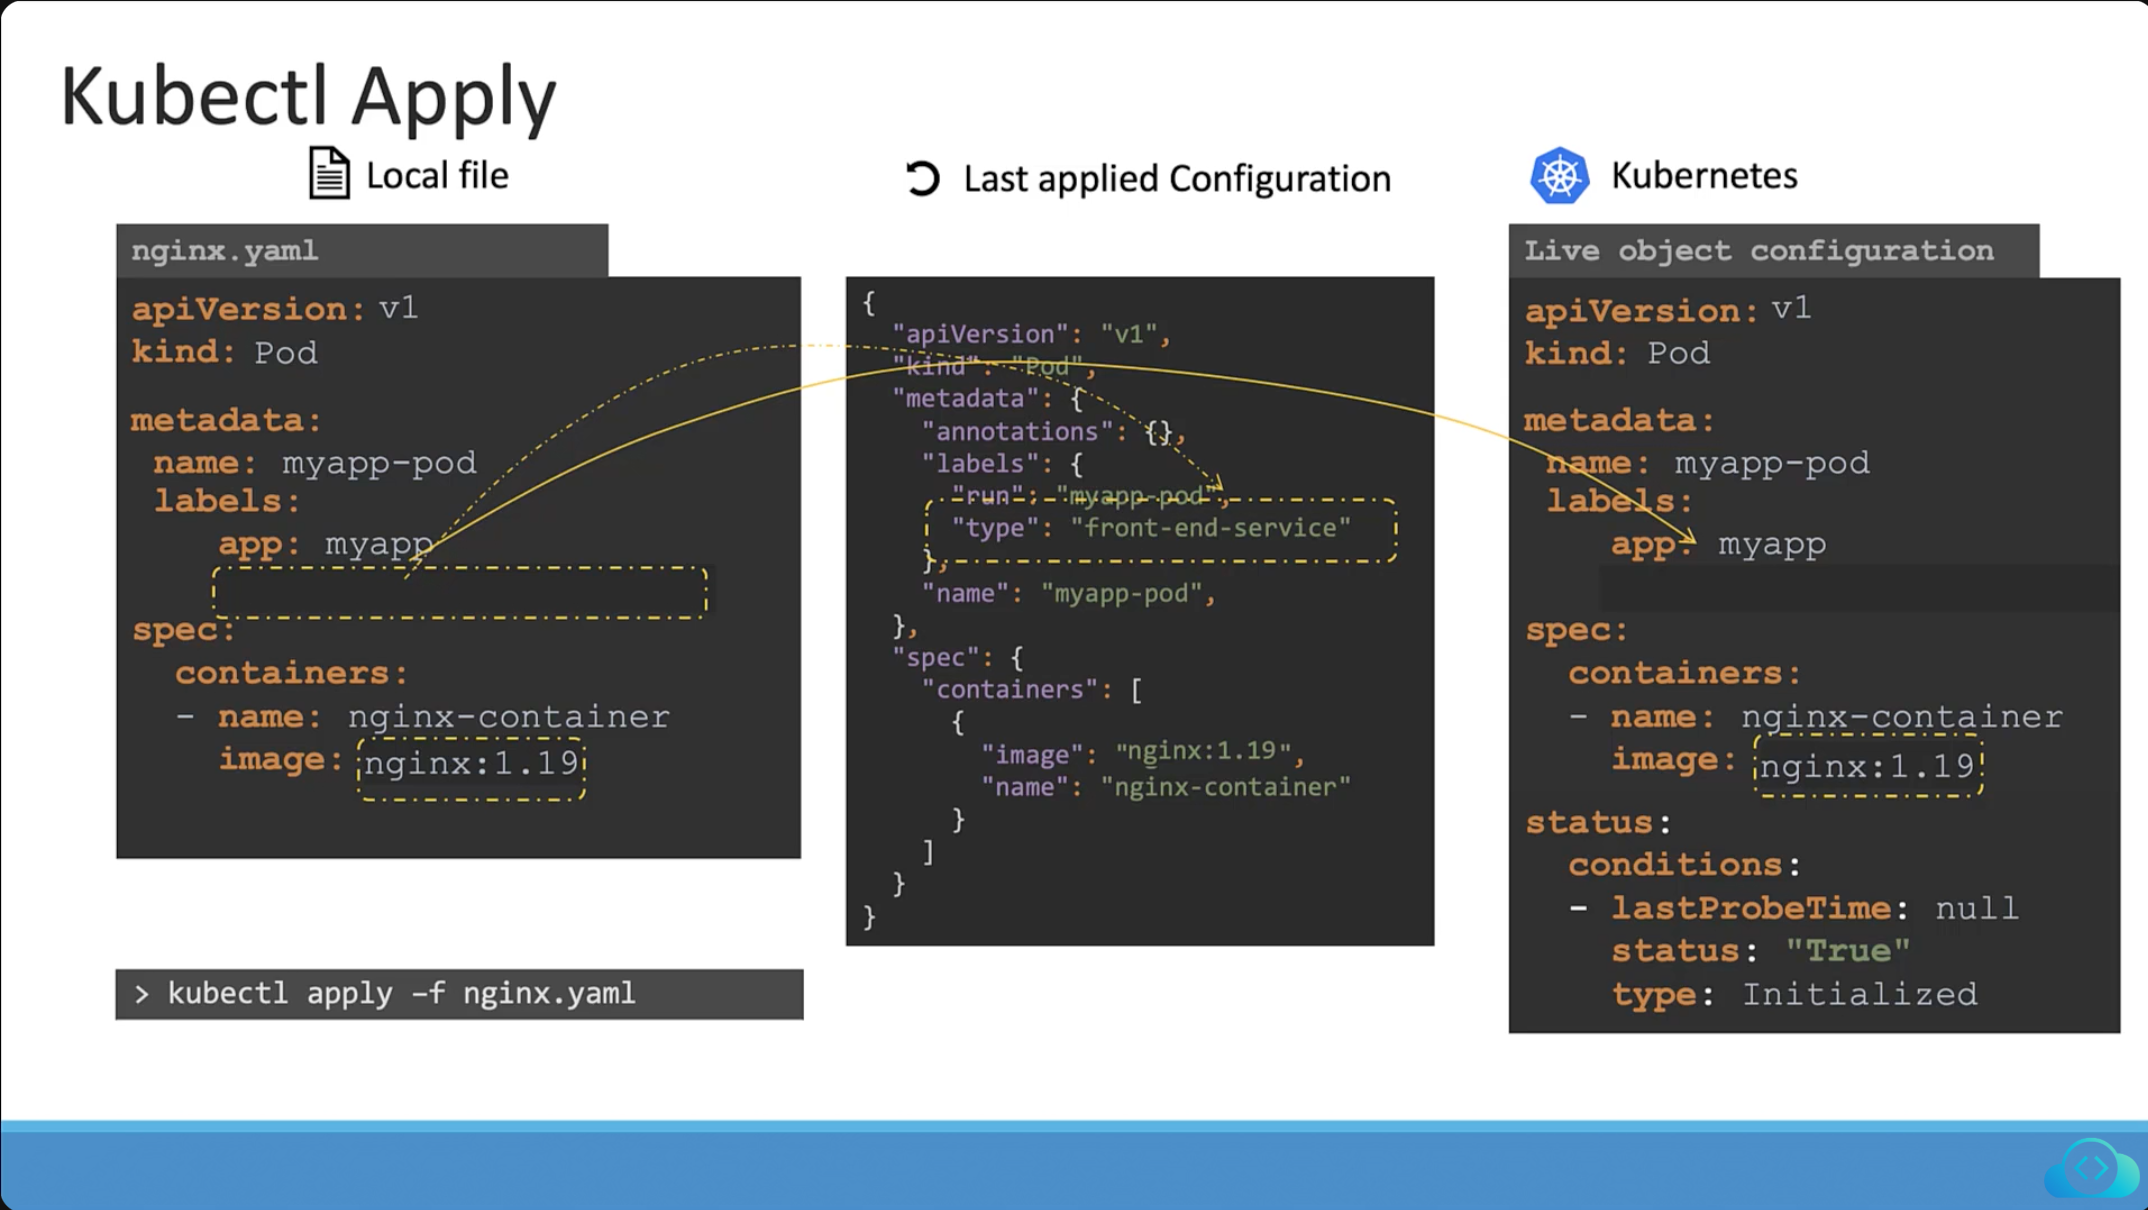 Kubectl Apply
Local file
nginx.yaml
apiVersion: v1
kind: Pod
metadata:
name: myapp-pod
labels:
app: myapp
spec:
containers:
- name: nginx-container
image: nginx:1.19
> kubectl apply –f nginx.yaml
Last applied Configuration
{
"apiVersion": "v1",
"kind": "Pod",
"metadata": {
"annotations": {},
"labels": {
"run": "myapp-pod",
"type": "front-end-service"
},
"name": "myapp-pod",
},
"spec": {
"containers": [
{
"image": "nginx:1.19",
"name": "nginx-container"
}
]
}
}
Kubernetes
Live object configuration
apiVersion: v1
kind: Pod
metadata:
name: myapp-pod
labels:
app: myapp
spec:
containers:
- name: nginx-container
image: nginx:1.19
status:
conditions:
- lastProbeTime: null
status: "True"
type: Initialized